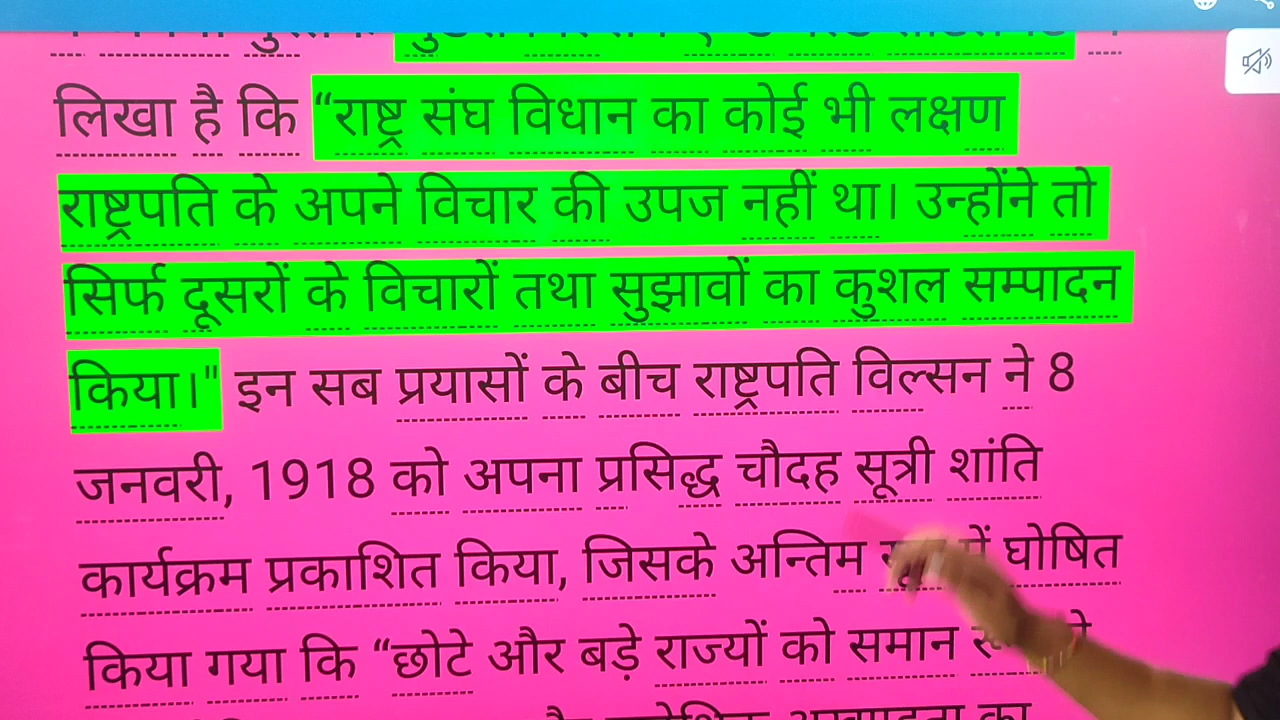 लिखा है कि “राष्ट्र संघ विधान का कोई भी लक्षण
राष्ट्रपति के अपने विचार की उपज नहीं था। उन्होंने तो
सिर्फ दूसरों के विचारों तथा सुझावों का कुशल सम्पादन
किया।" इन सब प्रयासों के बीच राष्ट्रपति विल्सन ने 8
जनवरी, 1918 को अपना प्रसिद्ध चौदह सूत्री शांति
कार्यक्रम प्रकाशित किया, जिसके अन्तिम में घोषित
किया गया कि “छोटे और बड़े राज्यों को समान